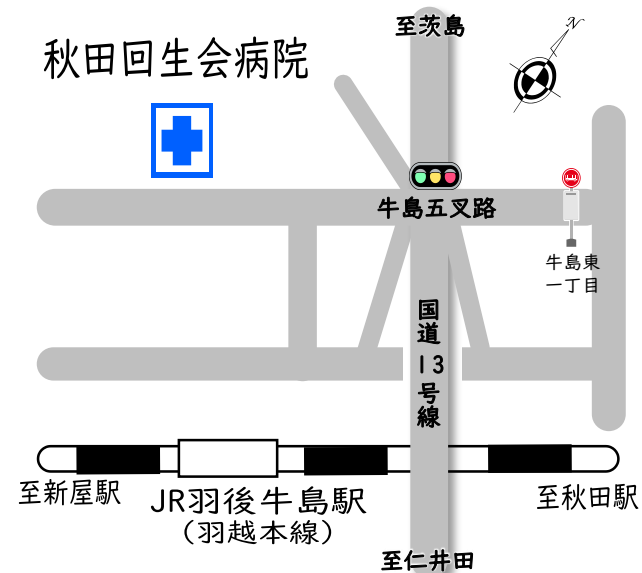 至茨島
N
秋田回生会病院
牛島五叉路
牛島東
一丁目
国道13号線
至新屋駅
JR羽後牛島駅
(羽越本線)
至秋田駅
至仁井田